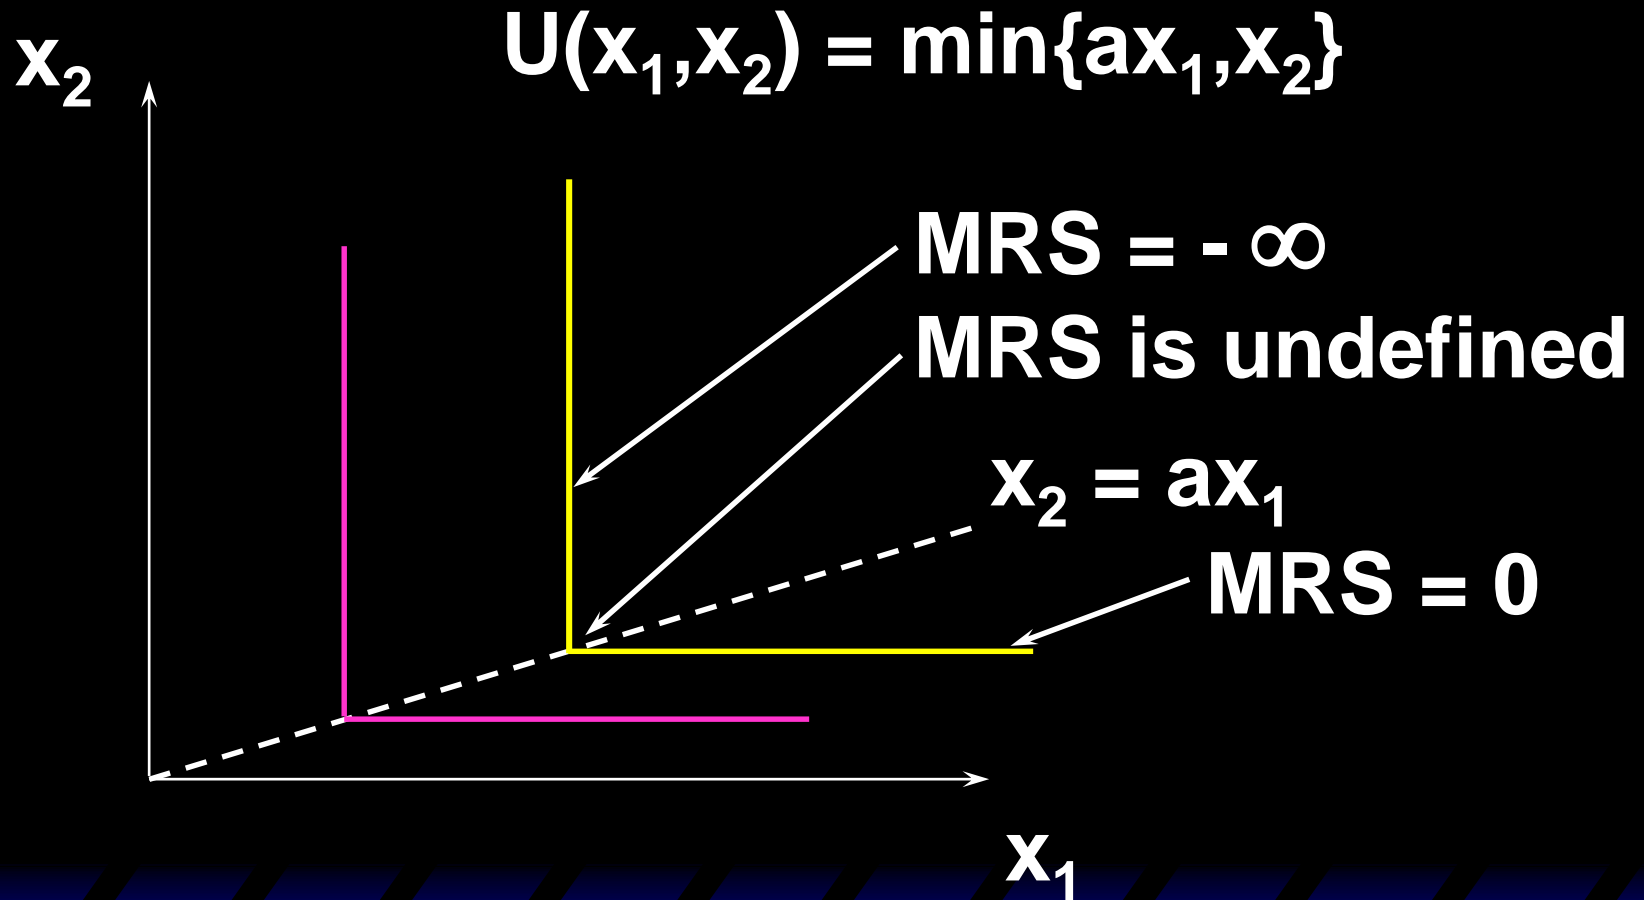 U(x₁,x₂) = min{ax₁,x₂}
x₂
MRS = - ∞
MRS is undefined
x₂ = ax₁
MRS = 0
x₁